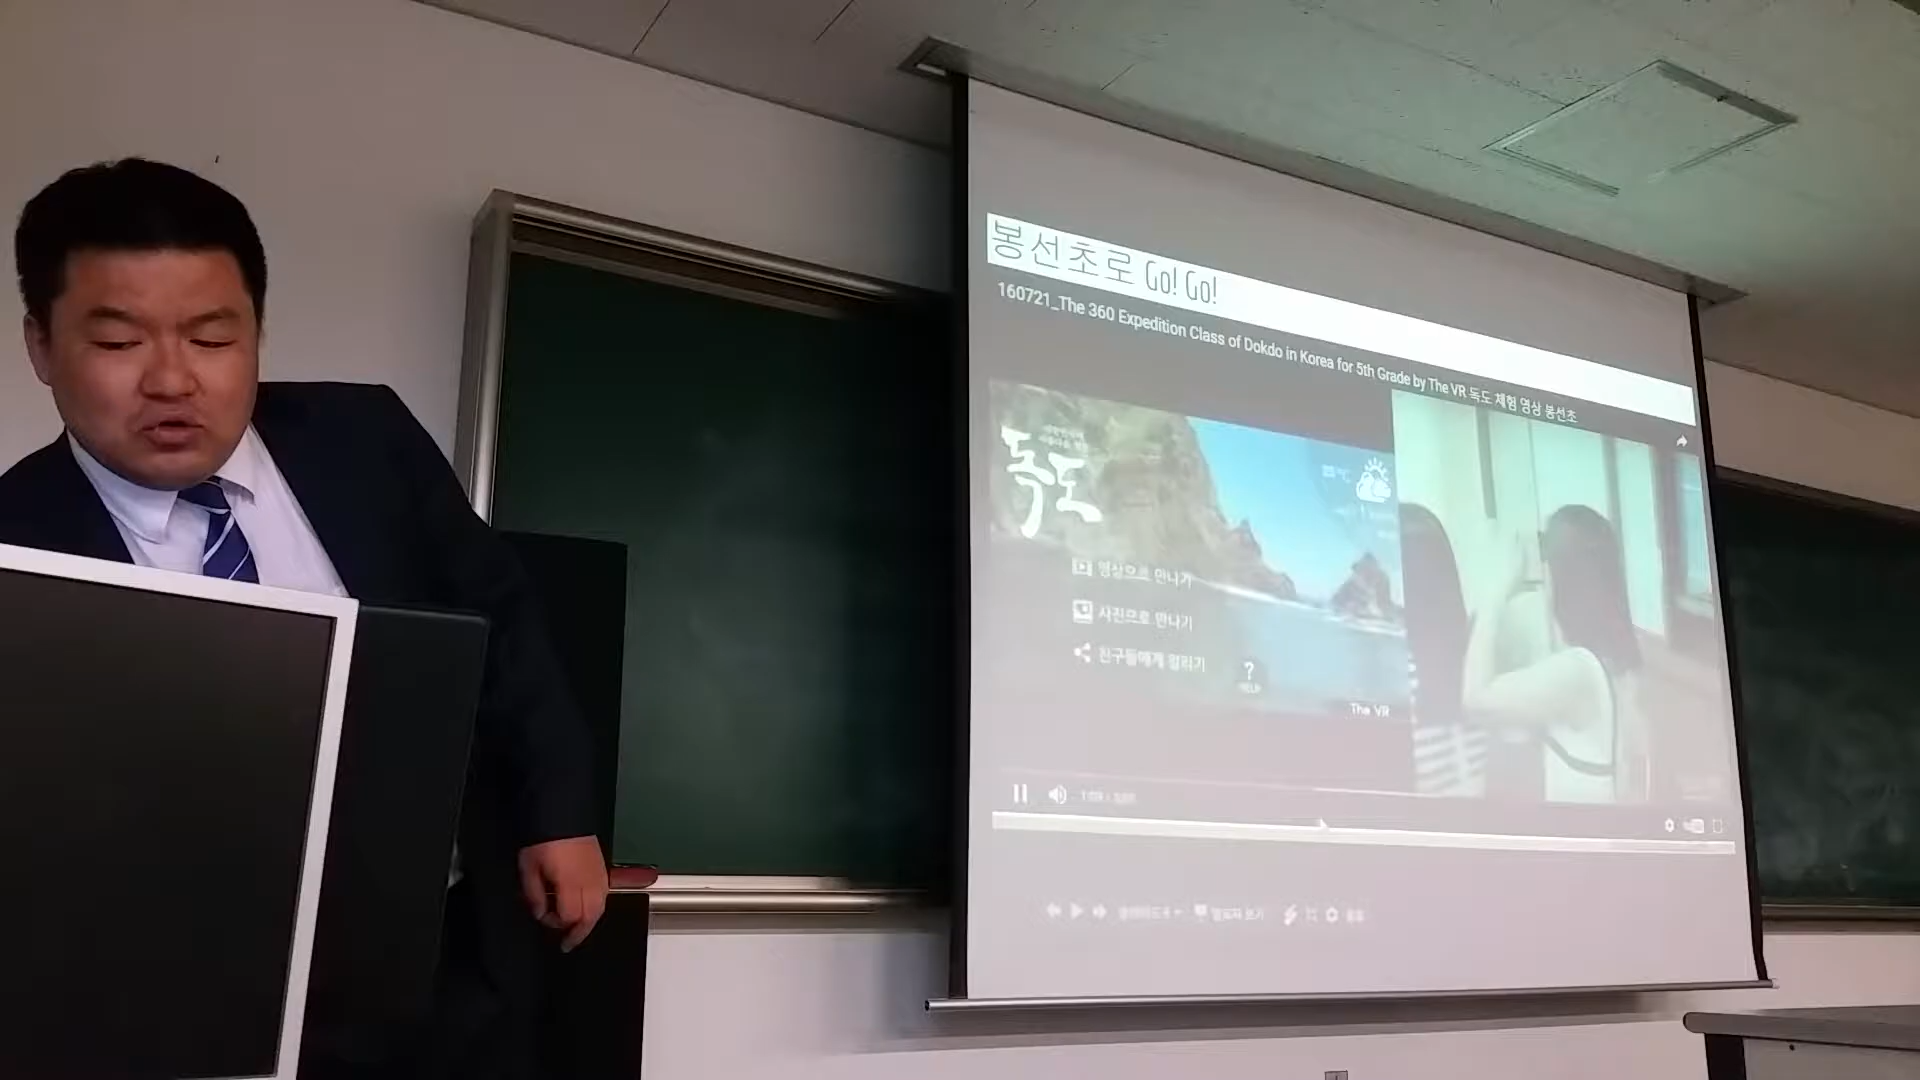 봉선초로 Go! Go!
160721_The 360 Expedition Class of Dokdo in Korea for 5th Grade by The VR 독도 체험 영상 봉선초
독도
영상으로 만나기
사진으로 만나기
친구들에게 알리기
?
HELP
The VR